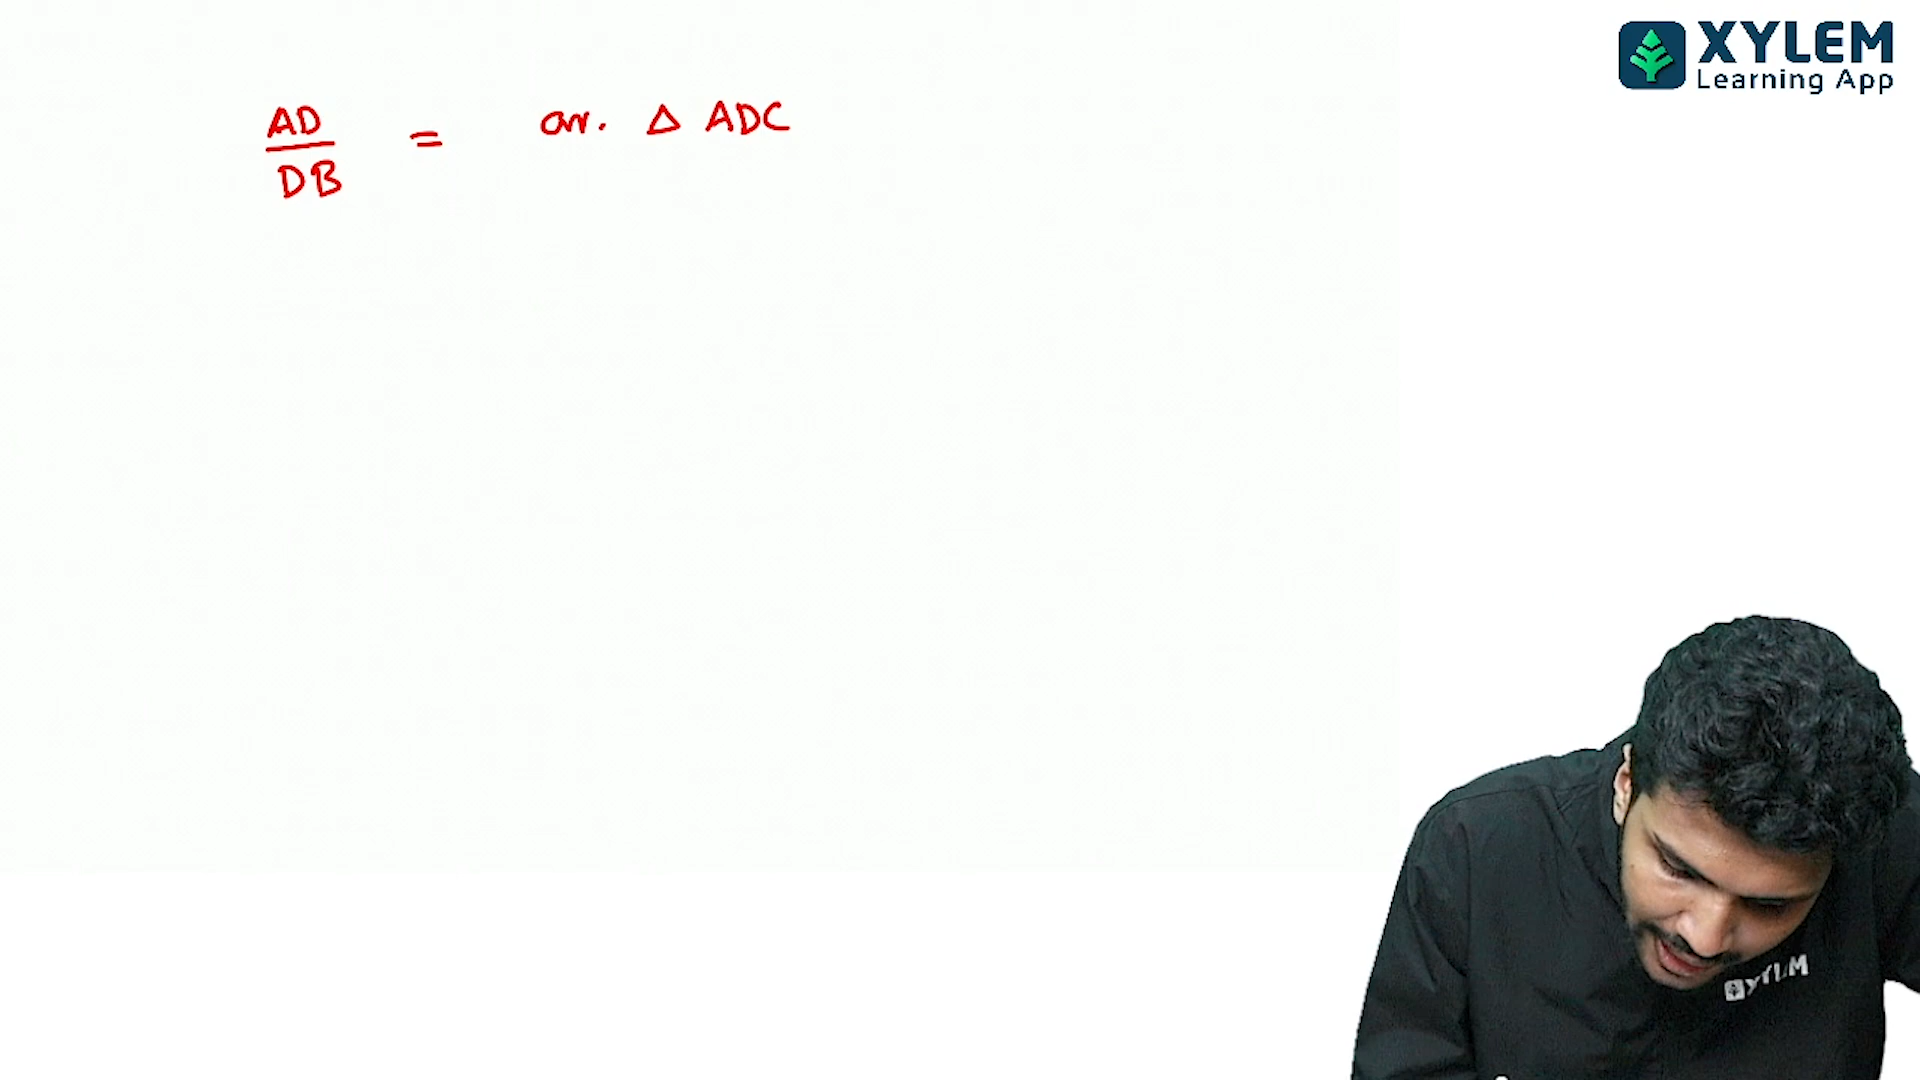 XYLEM
Learning App
AD = ar. Δ ADC
DB
XYLEM